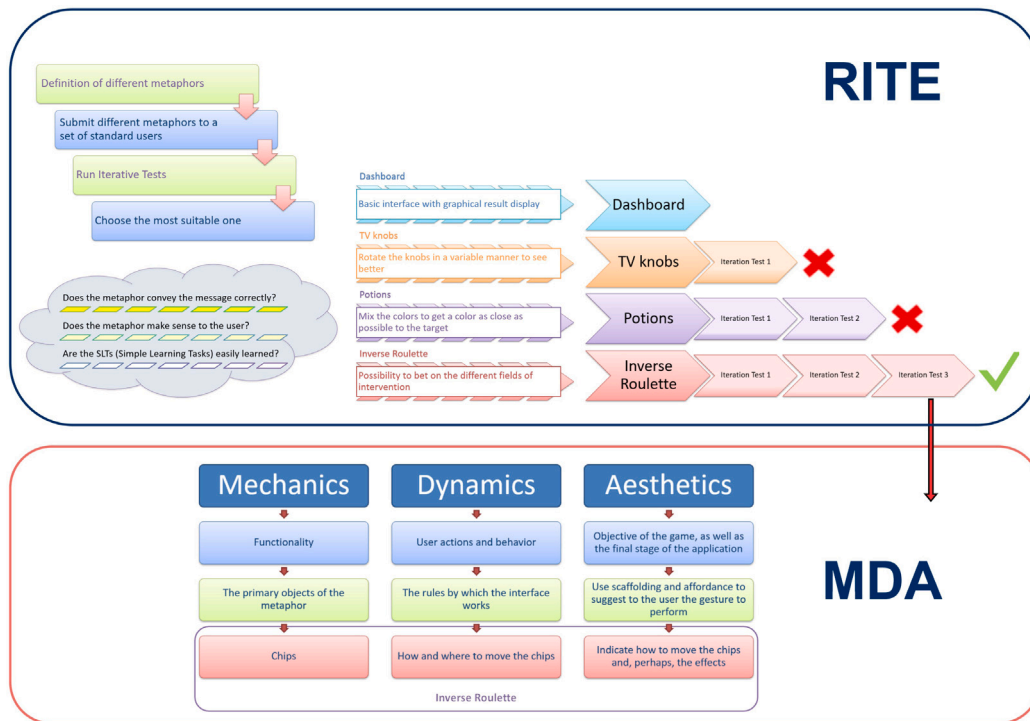 RITE
Definition of different metaphors
Submit different metaphors to a
set of standard users
Run Iterative Tests
Choose the most suitable one
Does the metaphor convey the message correctly?
Does the metaphor make sense to the user?
Are the SLTs (Simple Learning Tasks) easily learned?
Dashboard
Basic interface with graphical result display
Dashboard
TV knobs
Rotate the knobs in a variable manner to see
better
TV knobs
Iteration Test 1
Potions
Mix the colors to get a color as close as
possible to the target
Potions
Iteration Test 1
Iteration Test 2
Inverse Roulette
Possibility to bet on the different fields of
intervention
Inverse
Roulette
Iteration Test 1
Iteration Test 2
Iteration Test 3
MDA
Mechanics
Functionality
The primary objects of the
metaphor
Chips
Dynamics
User actions and behavior
The rules by which the interface
works
How and where to move the chips
Aesthetics
Objective of the game, as well as
the final stage of the application
Use scaffolding and affordance to
suggest to the user the gesture to
perform
Indicate how to move the chips
and, perhaps, the effects
Inverse Roulette